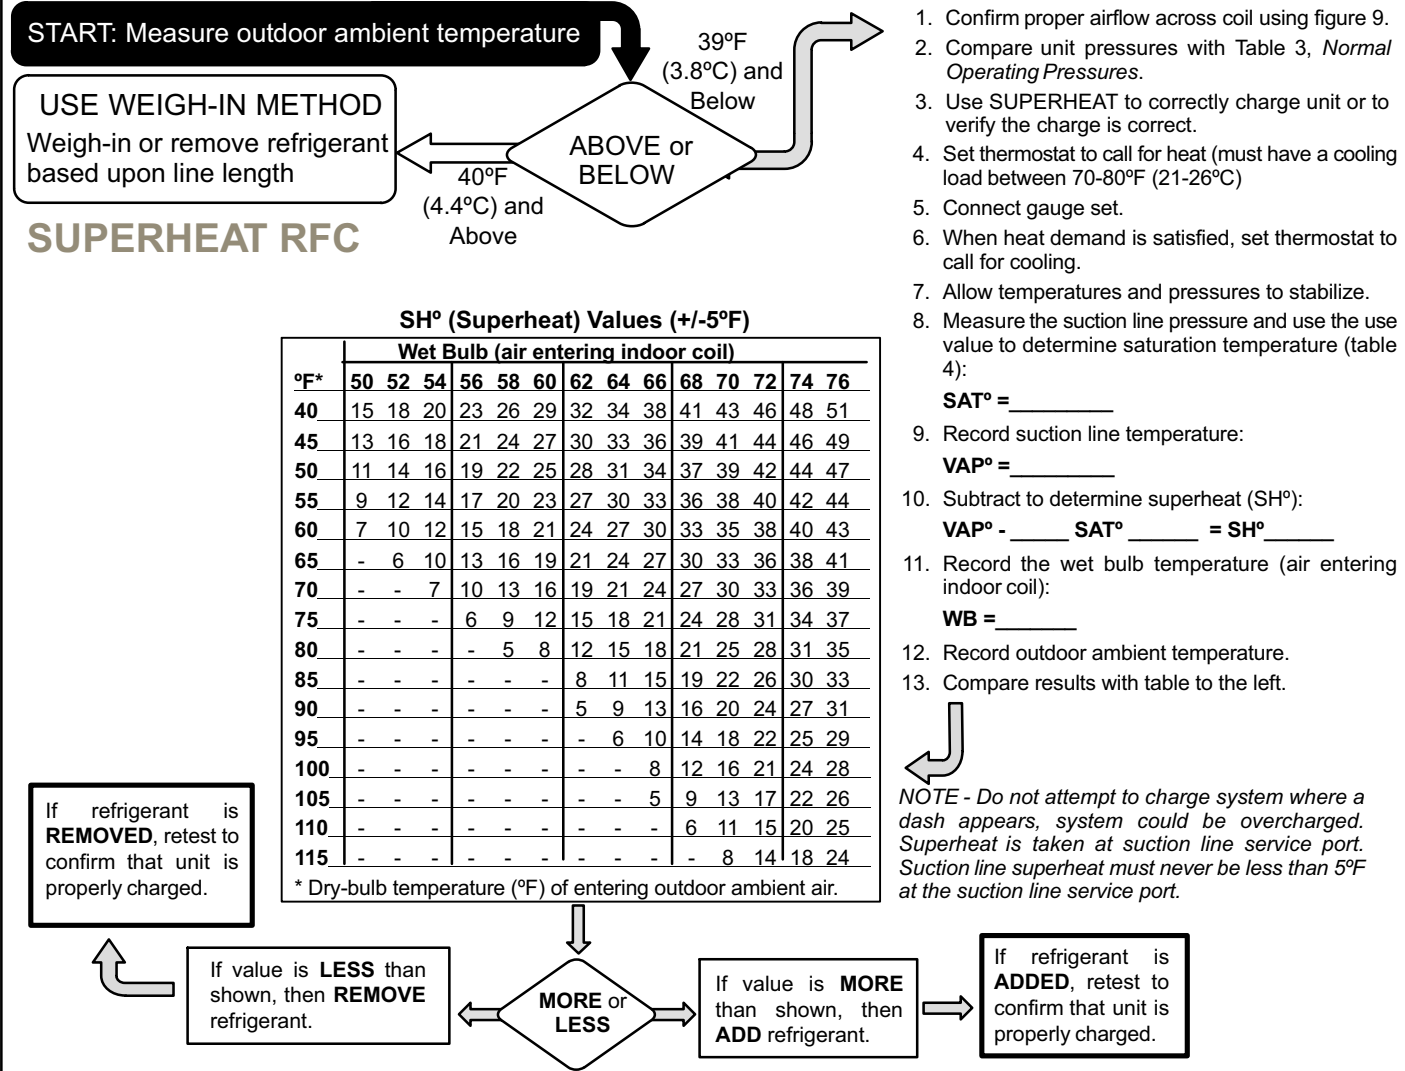 START: Measure outdoor ambient temperature
39ºF
(3.8ºC) and
Below
USE WEIGH-IN METHOD
Weigh-in or remove refrigerant
based upon line length
ABOVE or
BELOW
40ºF
(4.4ºC) and
Above
SUPERHEAT RFC
1. Confirm proper airflow across coil using figure 9.
2. Compare unit pressures with Table 3, Normal
Operating Pressures.
3. Use SUPERHEAT to correctly charge unit or to
verify the charge is correct.
4. Set thermostat to call for heat (must have a cooling
load between 70-80ºF (21-26ºC)
5. Connect gauge set.
6. When heat demand is satisfied, set thermostat to
call for cooling.
7. Allow temperatures and pressures to stabilize.
8. Measure the suction line pressure and use the use
value to determine saturation temperature (table
4):
SATº =_________
9. Record suction line temperature:
VAPº =_________
10. Subtract to determine superheat (SHº):
VAPº - _____ SATº ______ = SHº______
11. Record the wet bulb temperature (air entering
indoor coil):
WB =_______
12. Record outdoor ambient temperature.
13. Compare results with table to the left.
SHº (Superheat) Values (+/-5ºF)
Wet Bulb (air entering indoor coil)
ºF* 50 52 54 56 58 60 62 64 66 68 70 72 74 76
40 15 18 20 23 26 29 32 34 38 41 43 46 48 51
45 13 16 18 21 24 27 30 33 36 39 41 44 46 49
50 11 14 16 19 22 25 28 31 34 37 39 42 44 47
55 9 12 14 17 20 23 27 30 33 36 38 40 42 44
60 7 10 12 15 18 21 24 27 30 33 35 38 40 43
65 - 6 10 13 16 19 21 24 27 30 33 36 38 41
70 - - 7 10 13 16 19 21 24 27 30 33 36 39
75 - - - 6 9 12 15 18 21 24 28 31 34 37
80 - - - - 5 8 12 15 18 21 25 28 31 35
85 - - - - - - 8 11 15 19 22 26 30 33
90 - - - - - - 5 9 13 16 20 24 27 31
95 - - - - - - - 6 10 14 18 22 25 29
100 - - - - - - - - 8 12 16 21 24 28
105 - - - - - - - - 5 9 13 17 22 26
110 - - - - - - - - - 6 11 15 20 25
115 - - - - - - - - - - 8 14 18 24
* Dry-bulb temperature (ºF) of entering outdoor ambient air.
NOTE - Do not attempt to charge system where a
dash appears, system could be overcharged.
Superheat is taken at suction line service port.
Suction line superheat must never be less than 5ºF
at the suction line service port.
If refrigerant is
REMOVED, retest to
confirm that unit is
properly charged.
If value is LESS than
shown, then REMOVE
refrigerant.
MORE or
LESS
If value is MORE
than shown, then
ADD refrigerant.
If refrigerant is
ADDED, retest to
confirm that unit is
properly charged.